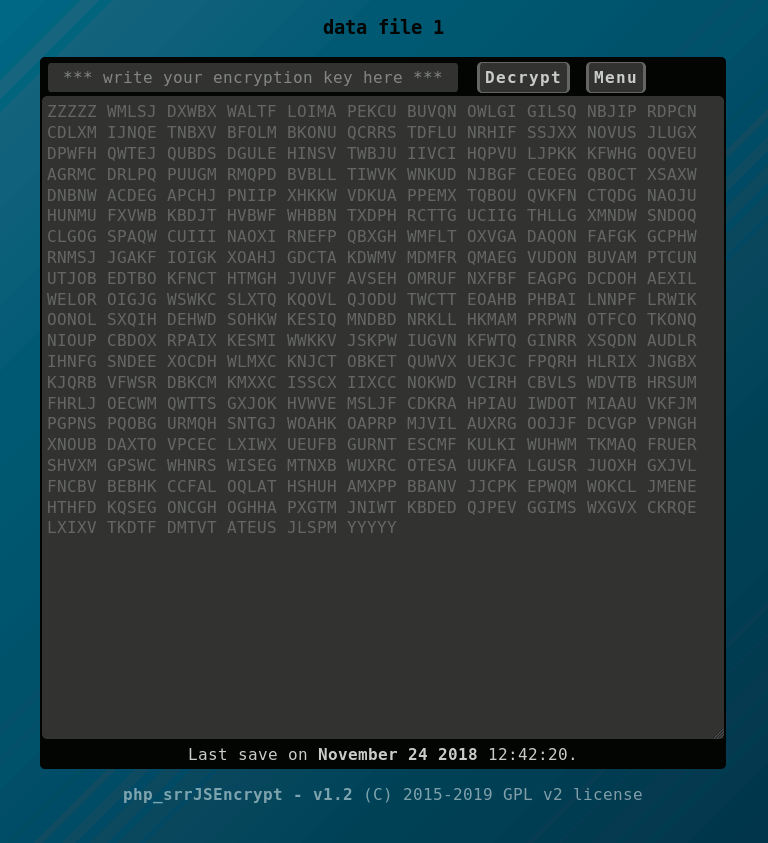 data file 1
*** write your encryption key here *** Decrypt Menu
ZZZZZ WMLSJ DXWBX WALTF LOIMA PEKCU BUVQN OWLGI GILSQ NBJIP RDPCN
CDLXM IJNQE TNBXV BFOLM BKONU QCRRS TDFLU NRHIF SSJXX NOVUS JLUGX
DPWFH QWTEJ QUBDS DGULE HINSV TWBJU IIVCI HQPVU LJPKK KFWHG OQVEU
AGRMC DRLPQ PUUGM RMQPD BVBLL TIWVK WNKUD NJBGF CEOEG QBOCT XSAXW
DNBNW ACDEG APCHJ PNIIP XHKKW VDKUA PPEMX TQBOU QVKFN CTQDG NAOJU
HUNMU FXVWB KBDJT HVBWF WHBBN TXDPH RCTTG UCIIG THLLG XMNDW SNDOQ
CLGOG SPAQW CUIII NAOXI RNEFP QBXGH WMFLT OXVGA DAQON FAFGK GCPHW
RNMSJ JGAKF IOIGK XOAHJ GDCTA KDWMV MDMFR QMAEG VUDON BUVAM PTCUN
UTJOB EDTBO KFNCT HTMGH JVUVF AVSEH OMRUF NXFBF EAGPG DCDOH AEXIL
WELOR OIGJG WSWKC SLXTQ KQOVL QJODU TWCTT EOAHB PHBAI LNNPF LRWIK
OONOL SXQIH DEHWD SOHKW KESIQ MNDBD NRKLL HKMAM PRPWN OTFCO TKONQ
NIOUP CBDOX RPAIX KESMI WWKKV JSKPW IUGVN KFWTQ GINRR XSQDN AUDLR
IHNFG SNDEE XOCDH WLMXC KNJCT OBKET QUWVX UEKJC FPQRH HLRIX JNGBX
KJQRB VFWSR DBKCM KMXXC ISSCX IIXCC NOKWD VCIRH CBVLS WDVTB HRSUM
FHRLJ OECWM QWTTS GXJOK HVWVE MSLJF CDKRA HPIAU IWDOT MIAAU VKFJM
PGPNS PQOBG URMQH SNTGJ WOAHK OAPRP MJVIL AUXRG OOJJF DCVGP VPNGH
XNOUB DAXTO VPCEC LXIWX UEUFB GURNT ESCMF KULKI WUHWM TKMAQ FRUER
SHVXM GPSWC WHNRS WISEG MTNXB WUXRC OTESA UUKFA LGUSR JUOXH GXJVL
FNCBV BEBHK CCFAL OQLAT HSHUH AMXPP BBANV JJCPK EPWQM WOKCL JMENE
HTHFD KQSEG ONCGH OGHHA PXGTM JNIWT KBDED QJPEV GGIMS WXGVX CKRQE
LXIXV TKDTF DMTVT ATEUS JLSPM YYYYY
Last save on November 24 2018 12:42:20.
php_srrJSEncrypt - v1.2 (C) 2015-2019 GPL v2 license